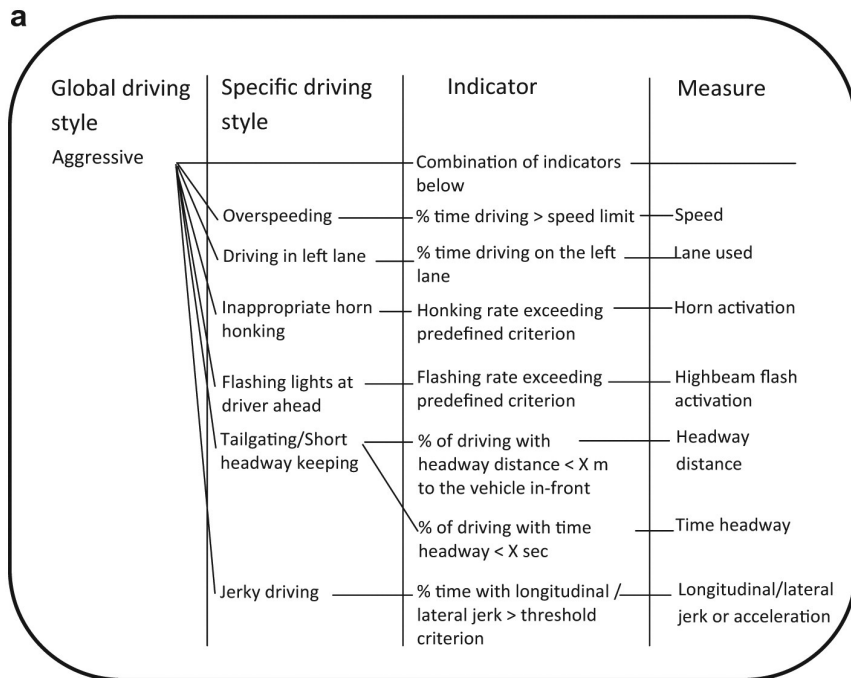 a
Global driving style
Specific driving style
Indicator
Measure
Aggressive
Combination of indicators
below
Overspeeding
% time driving > speed limit
Speed
Driving in left lane
% time driving on the left
lane
Lane used
Inappropriate horn
honking
Honking rate exceeding
predefined criterion
Horn activation
Flashing lights at
driver ahead
Flashing rate exceeding
predefined criterion
Highbeam flash
activation
Tailgating/Short
headway keeping
% of driving with
headway distance < X m
to the vehicle in-front
Headway
distance
% of driving with time
headway < X sec
Time headway
Jerky driving
% time with longitudinal /
lateral jerk > threshold
criterion
Longitudinal/lateral
jerk or acceleration